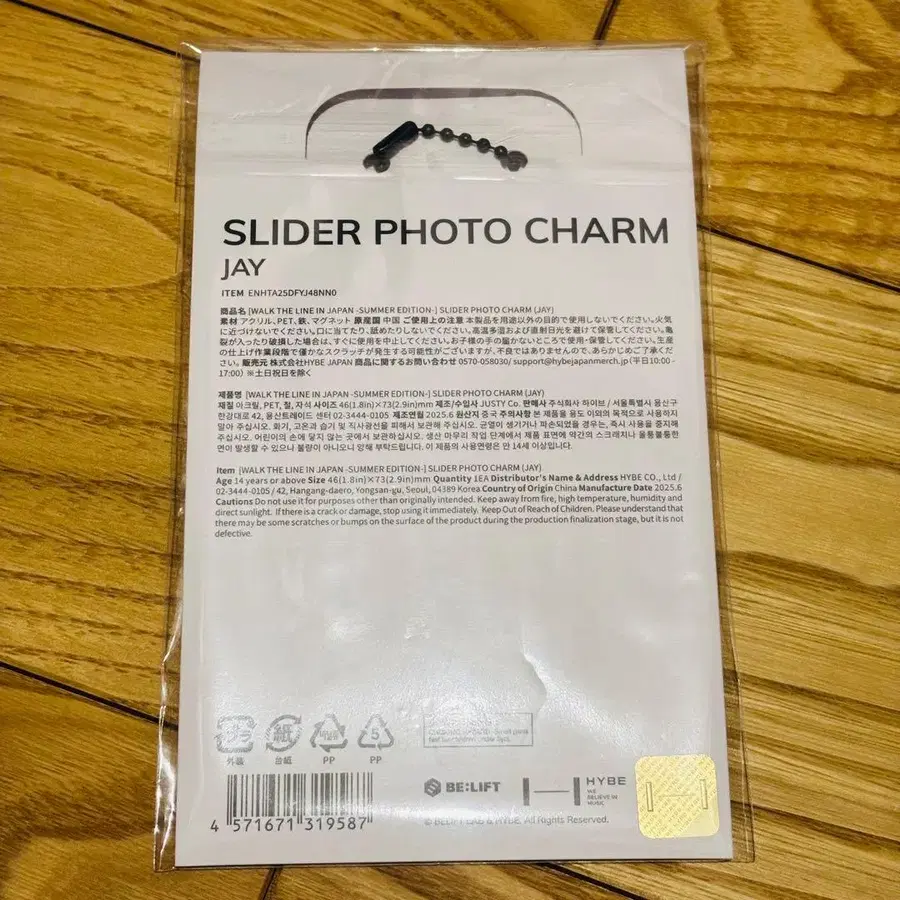 SLIDER PHOTO CHARM
JAY
ITEM ENHTA25DFYJ48NN0
商品名 [WALK THE LINE IN JAPAN -SUMMER EDITION-] SLIDER PHOTO CHARM (JAY)
素材 アクリル、PET、鉄、マグネット 原産国 中国 ご使用上の注意 本製品を用途以外の目的で使用しないでください。火気
に近づけないでください。口に当てたり、舐めたりしないでください。高温多湿および直射日光を避けて保管してください。亀
裂が入ったり破損した場合は、すぐに使用を中止してください。お子様の手の届かないところで使用・保管してください。生産
の仕上げ作業段階で僅かなスクラッチが発生する可能性がございますが、不良ではありませんので、あらかじめご了承くださ
い。販売元 株式会社HYBE JAPAN 商品に関するお問い合わせ 0570-058030/ support@hybejapanmerch.jp (平日10:00 -
17:00) ※土日祝日を除く
제품명 [WALK THE LINE IN JAPAN -SUMMER EDITION-] SLIDER PHOTO CHARM (JAY)
재질 아크릴, PET, 철, 자석 사이즈 46(1.8in)×73(2.9in)mm 제조/수입사 JUSTY Co. 판매사 주식회사 하이브 / 서울특별시 용산구
한강대로 42, 용산트레이드 센터 02-3444-0105 제조연월 2025.6 원산지 중국 주의사항 본 제품을 용도 이외의 목적으로 사용하지
말아 주십시오. 화기, 고온과 습기 및 직사광선을 피해서 보관해 주십시오. 균열이 생기거나 파손되었을 경우는, 즉시 사용을 중지해
주십시오. 어린이의 손에 닿지 않는 곳에서 보관하십시오. 생산 마무리 작업 단계에서 제품 표면에 약간의 스크래치나 울퉁불퉁한
면이 발생할 수 있으나 불량이 아니오니 양해 부탁드립니다. 이 제품의 사용연령은 만 14세 이상입니다.
Item [WALK THE LINE IN JAPAN -SUMMER EDITION-] SLIDER PHOTO CHARM (JAY)
Age 14 years or above Size 46(1.8in)×73(2.9in)mm Quantity 1EA Distributor's Name & Address HYBE CO., Ltd /
02-3444-0105 / 42, Hangang-daero, Yongsan-gu, Seoul, 04389 Korea Country of Origin China Manufacture Date 2025.6
Cautions Do not use it for purposes other than originally intended. Keep away from fire, high temperature, humidity and
direct sunlight. If there is a crack or damage, stop using it immediately. Keep Out of Reach of Children. Please understand that
there may be some scratches or bumps on the surface of the product during the production finalization stage, but it is not
defective.
プラ 紙 5
外装 台紙 PP PP
BE:LIFT HYBE
WE
BELIEVE IN
MUSIC
4 571671 319587
© BELIFT LAB & HYBE. All Rights Reserved.